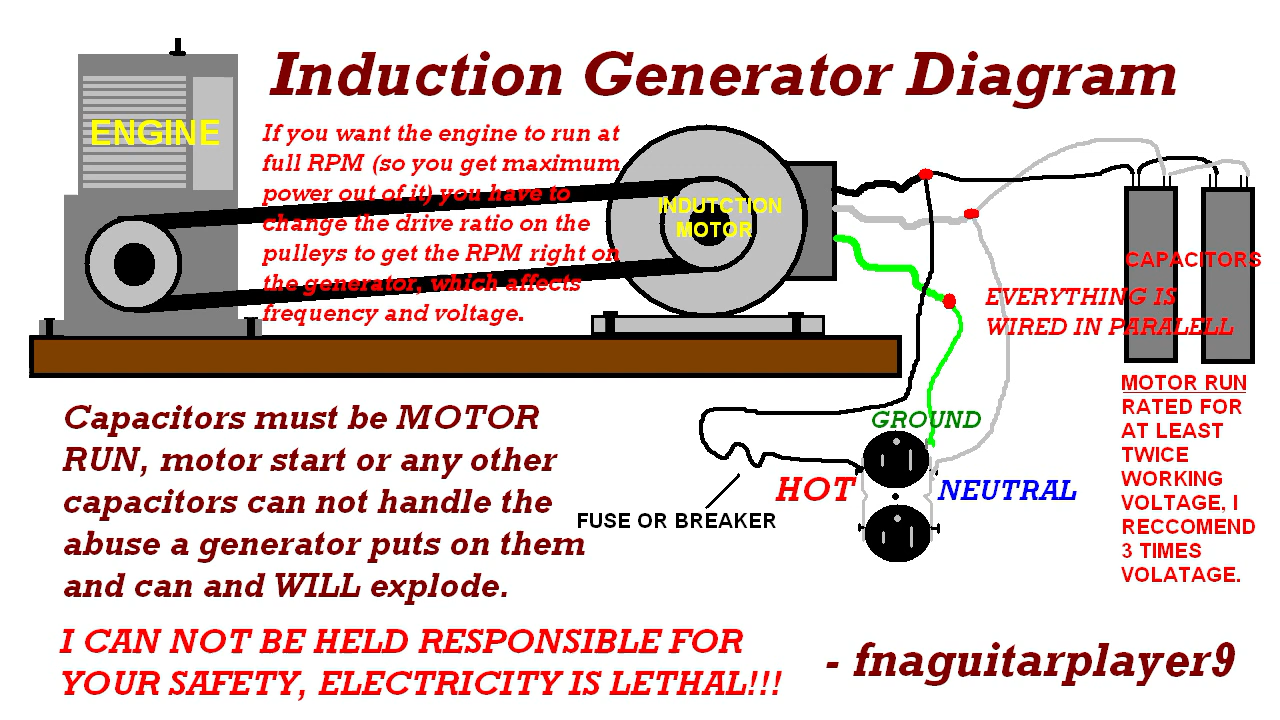 Induction Generator Diagram
ENGINE
If you want the engine to run at
full RPM (so you get maximum
power out of it) you have to
change the drive ratio on the
pulleys to get the RPM right on
the generator, which affects
frequency and voltage.
INDUTCTION
MOTOR
CAPACITORS
EVERYTHING IS
WIRED IN PARALELL
MOTOR RUN
RATED FOR
AT LEAST
TWICE
WORKING
VOLTAGE, I
RECCOMEND
3 TIMES
VOLATAGE.
GROUND
HOT
NEUTRAL
FUSE OR BREAKER
Capacitors must be MOTOR
RUN, motor start or any other
capacitors can not handle the
abuse a generator puts on them
and can and WILL explode.
I CAN NOT BE HELD RESPONSIBLE FOR
YOUR SAFETY, ELECTRICITY IS LETHAL!!!
- fnaguitarplayer9